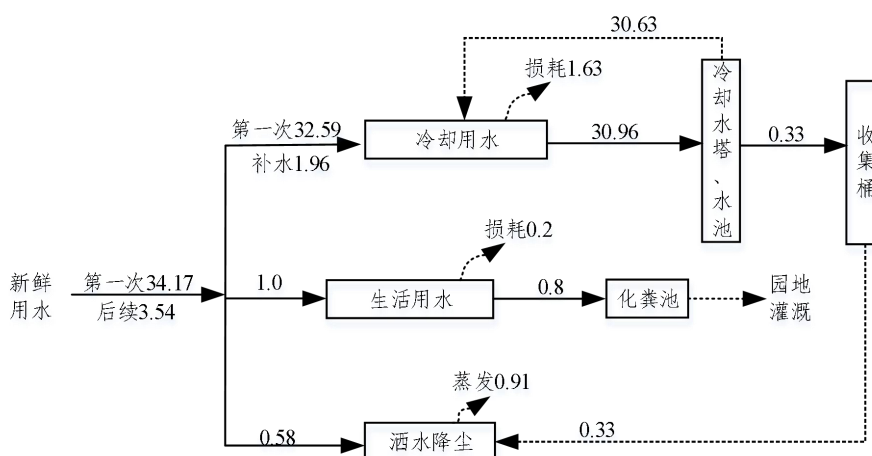 30.63
损耗1.63
第一次32.59
补水1.96
冷却用水
30.96
冷却水塔、水池
0.33
收集桶
新鲜
用水
第一次34.17
后续3.54
1.0
生活用水
损耗0.2
0.8
化粪池
园地
灌溉
蒸发0.91
0.58
洒水降尘
0.33